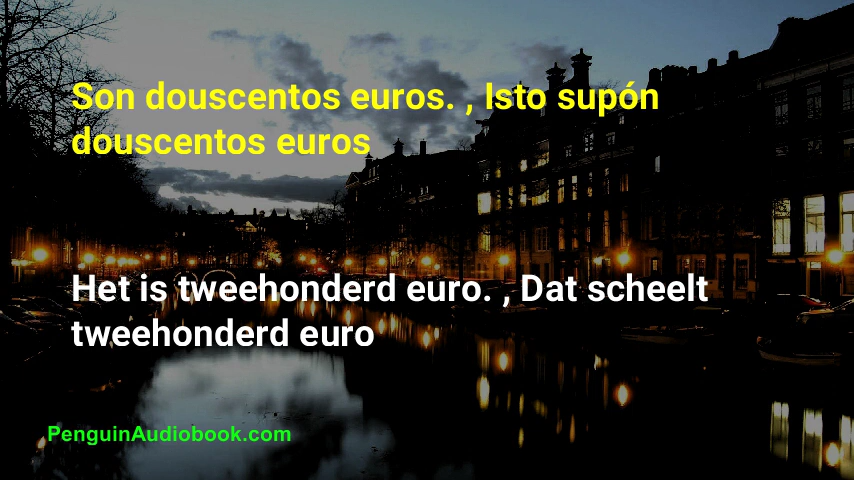 Son douscentos euros. , Isto supón
douscentos euros
Het is tweehonderd euro. , Dat scheelt
tweehonderd euro
PenguinAudiobook.com